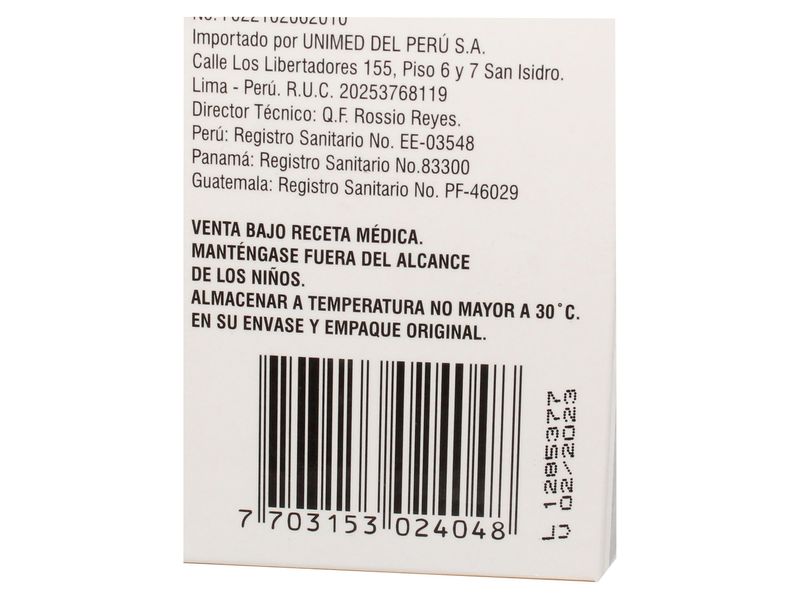 Importado por UNIMED DEL PERÚ S.A.
Calle Los Libertadores 155, Piso 6 y 7 San Isidro.
Lima - Perú. R.U.C. 20253768119
Director Técnico: Q.F. Rossio Reyes.
Perú: Registro Sanitario No. EE-03548
Panamá: Registro Sanitario No.83300
Guatemala: Registro Sanitario No. PF-46029
VENTA BAJO RECETA MÉDICA.
MANTÉNGASE FUERA DEL ALCANCE
DE LOS NIÑOS.
ALMACENAR A TEMPERATURA NO MAYOR A 30°C.
EN SU ENVASE Y EMPAQUE ORIGINAL.
7 703153 024048
L 1285377
V 02/2023